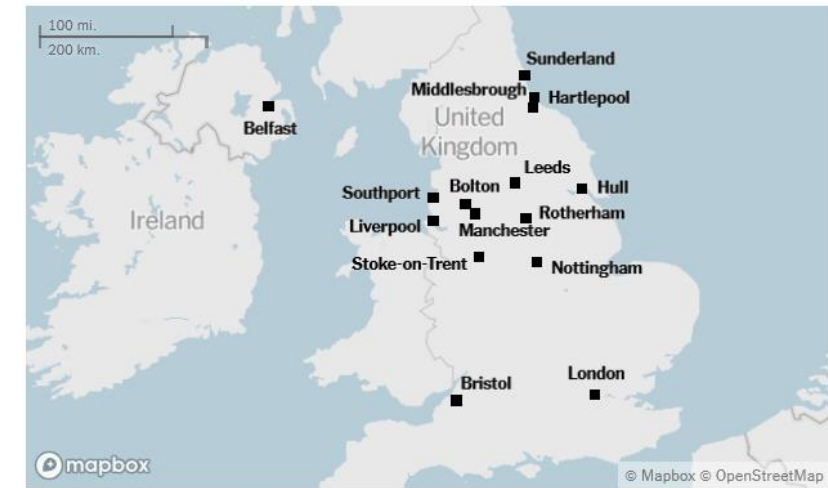 100 mi.
200 km.
Sunderland
Middlesbrough
Hartlepool
United
Kingdom
Belfast
Leeds
Bolton
Hull
Southport
Ireland
Rotherham
Liverpool
Manchester
Stoke-on-Trent
Nottingham
London
Bristol
mapbox
© Mapbox © OpenStreetMap